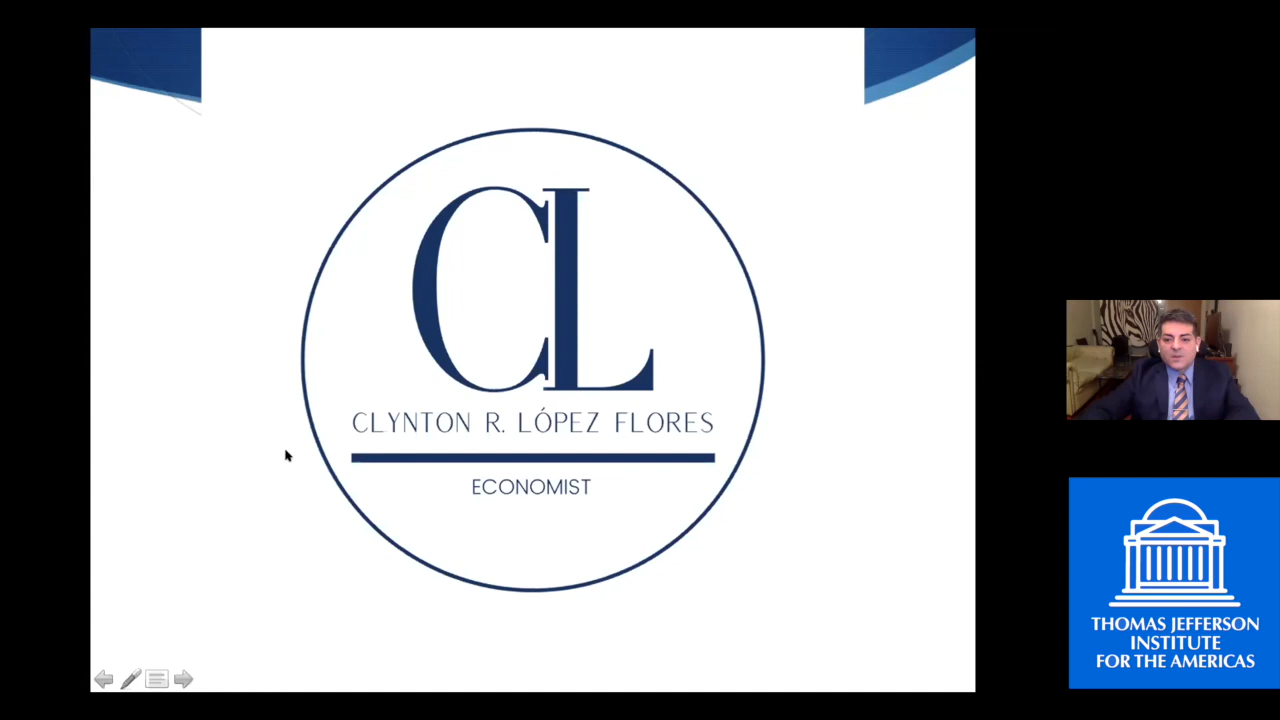 CL
CLYNTON R. LÓPEZ FLORES
ECONOMIST
THOMAS JEFFERSON
INSTITUTE
FOR THE AMERICAS